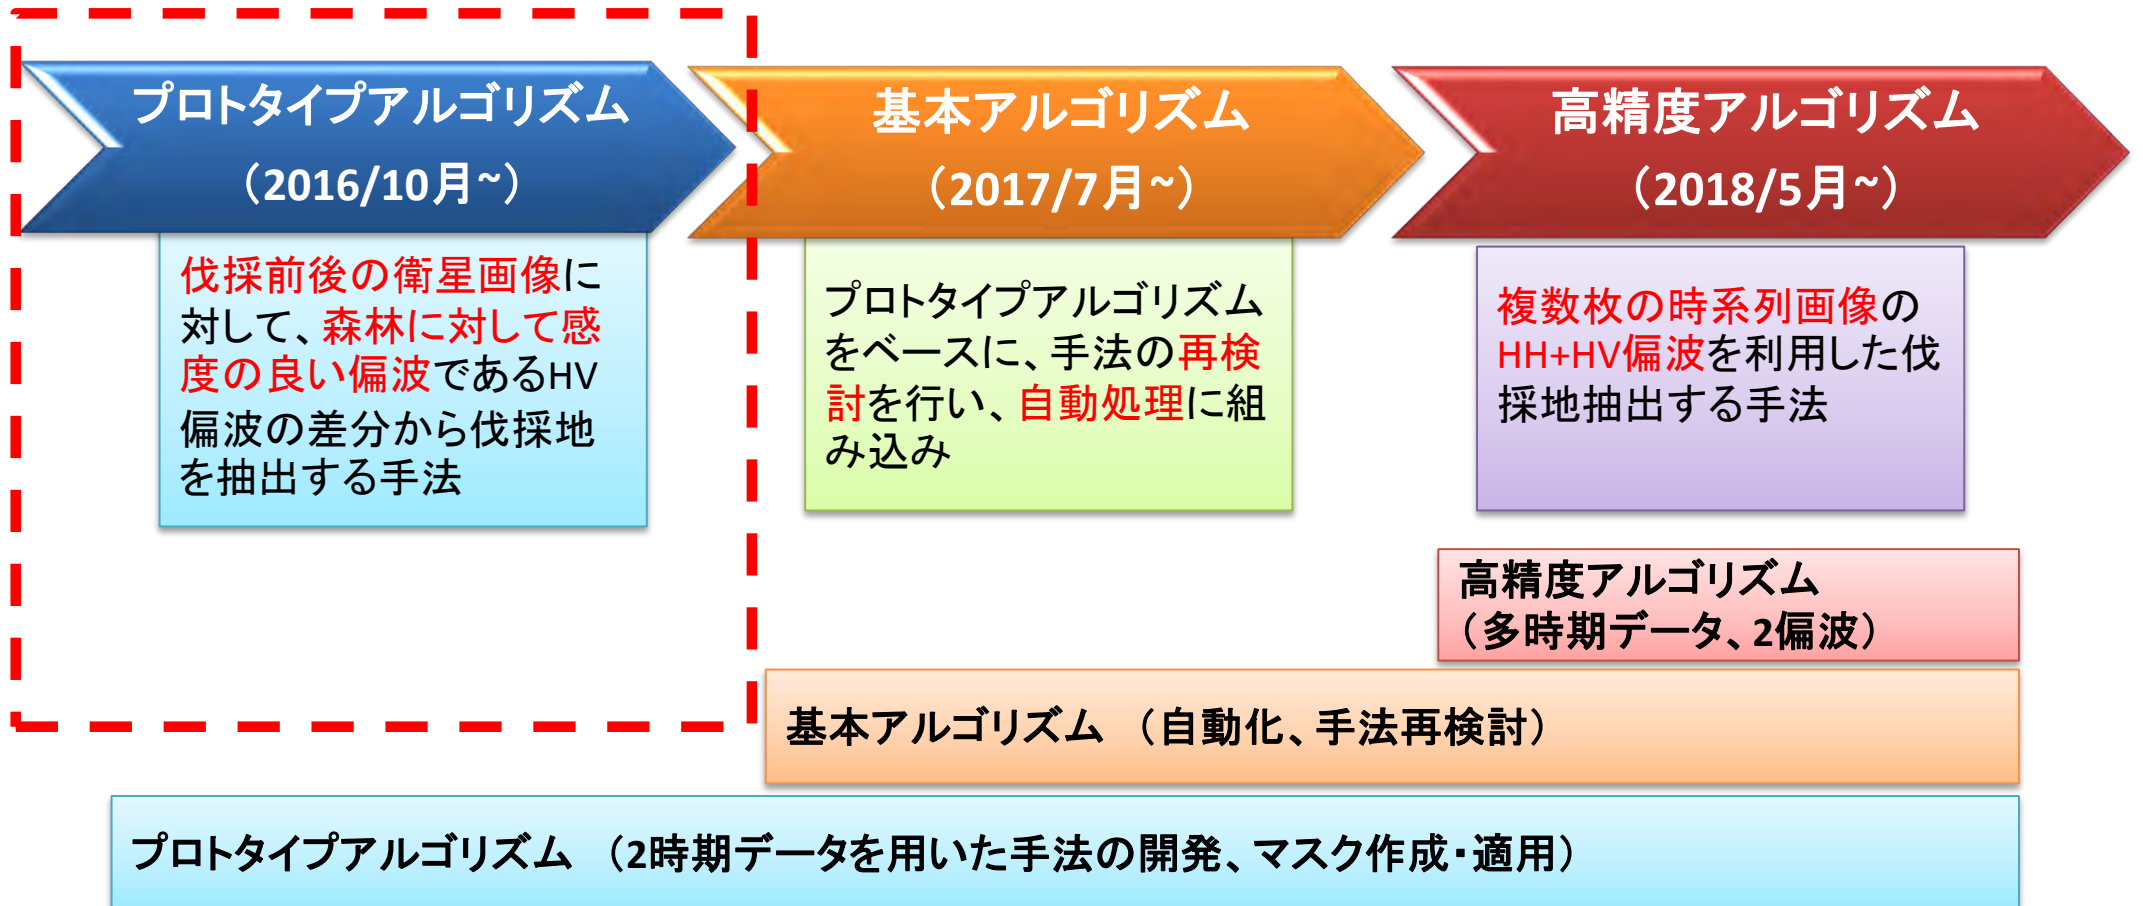 プロトタイプアルゴリズム
（2016/10月~）
基本アルゴリズム
（2017/7月~）
高精度アルゴリズム
（2018/5月~）
伐採前後の衛星画像に
対して、森林に対して感
度の良い偏波であるHV
偏波の差分から伐採地
を抽出する手法
プロトタイプアルゴリズム
をベースに、手法の再検
討を行い、自動処理に組
み込み
複数枚の時系列画像の
HH+HV偏波を利用した伐
採地抽出する手法
高精度アルゴリズム
（多時期データ、2偏波）
基本アルゴリズム （自動化、手法再検討）
プロトタイプアルゴリズム （2時期データを用いた手法の開発、マスク作成・適用）